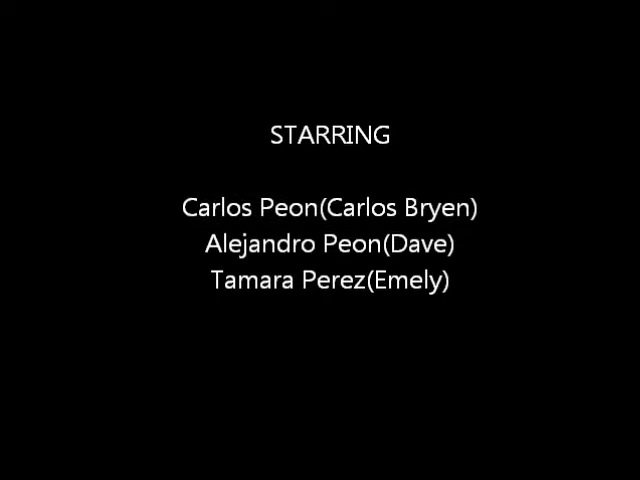 STARRING
Carlos Peon(Carlos Bryen)
Alejandro Peon(Dave)
Tamara Perez(Emely)